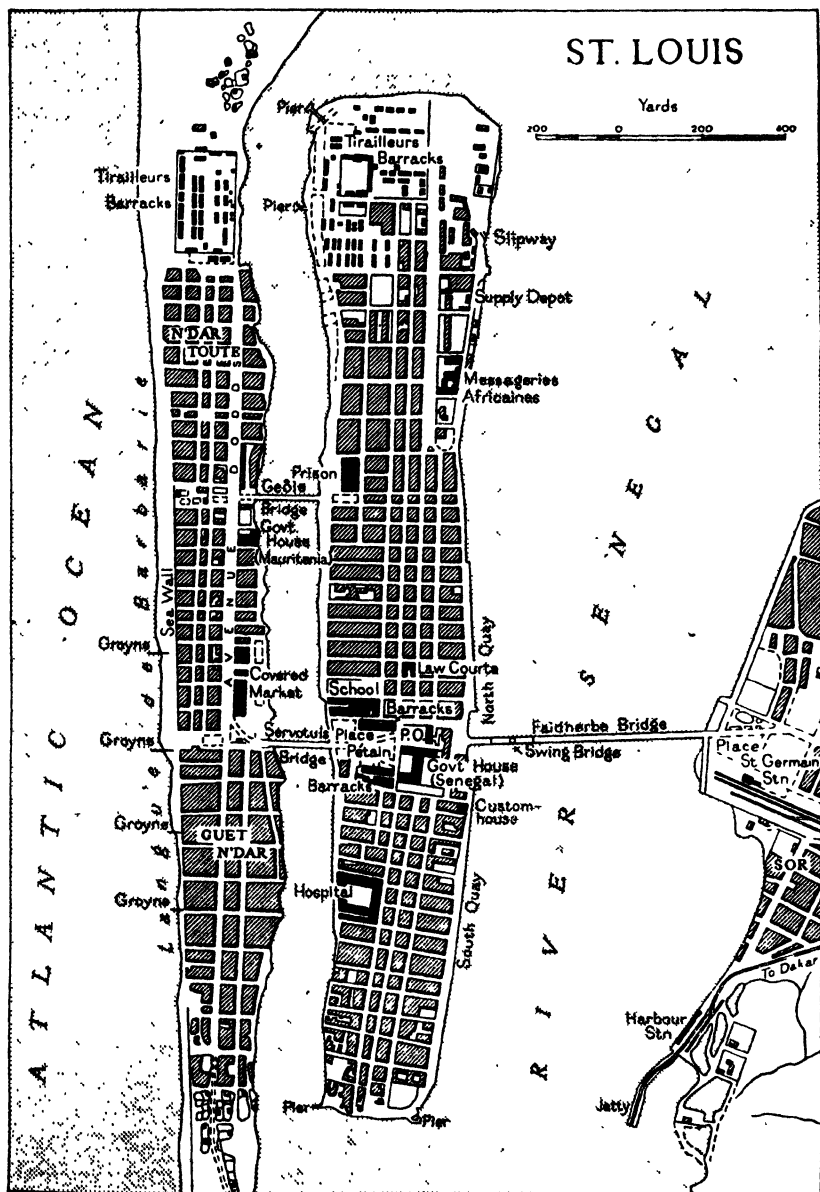 ST. LOUIS
Yards
200 0 200 400
Pier
Tirailleurs
Barracks
Tirailleurs
Barracks
Pier
Slipway
Supply Depot
N'DAR
TOUTE
Messageries
Africaines
AVENUE DODDS
Prison
Geôle
Bridge
Govt.
House
(Mauritania)
Sea Wall
Langue de Barbarie
ATLANTIC OCEAN
RIVER SENEGAL
North Quay
Groyne
Covered
Market
Law Courts
School
Barracks
Groyne
Servatuis
Bridge
Place
Pétain
P.O.
Faidherbe Bridge
Swing Bridge
Place
St Germain
Stn
Govt House
(Senegal)
Barracks
Custom-
house
Groyne
GUET
N'DAR
SOR
Groyne
Hospital
South Quay
To Dakar
Harbour
Stn
Jetty
Pier
Pier